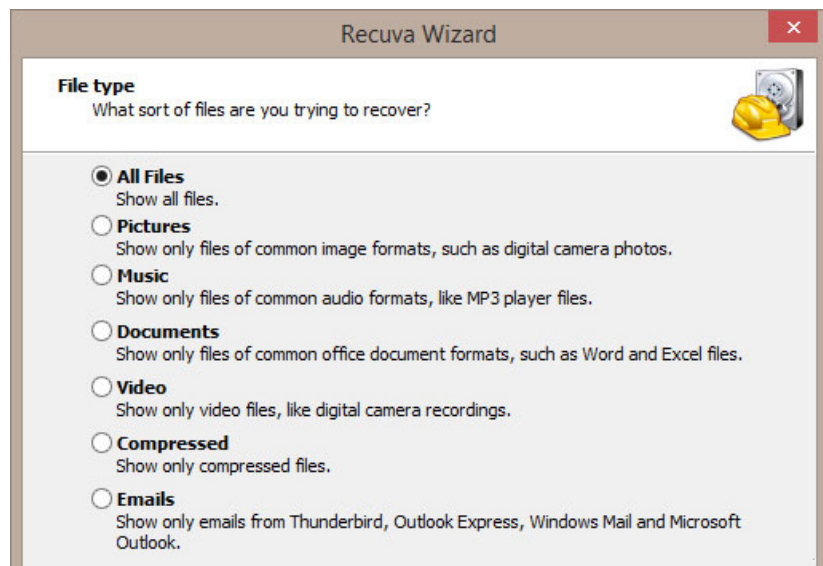 Recuva Wizard
File type
What sort of files are you trying to recover?
All Files
Show all files.
Pictures
Show only files of common image formats, such as digital camera photos.
Music
Show only files of common audio formats, like MP3 player files.
Documents
Show only files of common office document formats, such as Word and Excel files.
Video
Show only video files, like digital camera recordings.
Compressed
Show only compressed files.
Emails
Show only emails from Thunderbird, Outlook Express, Windows Mail and Microsoft
Outlook.